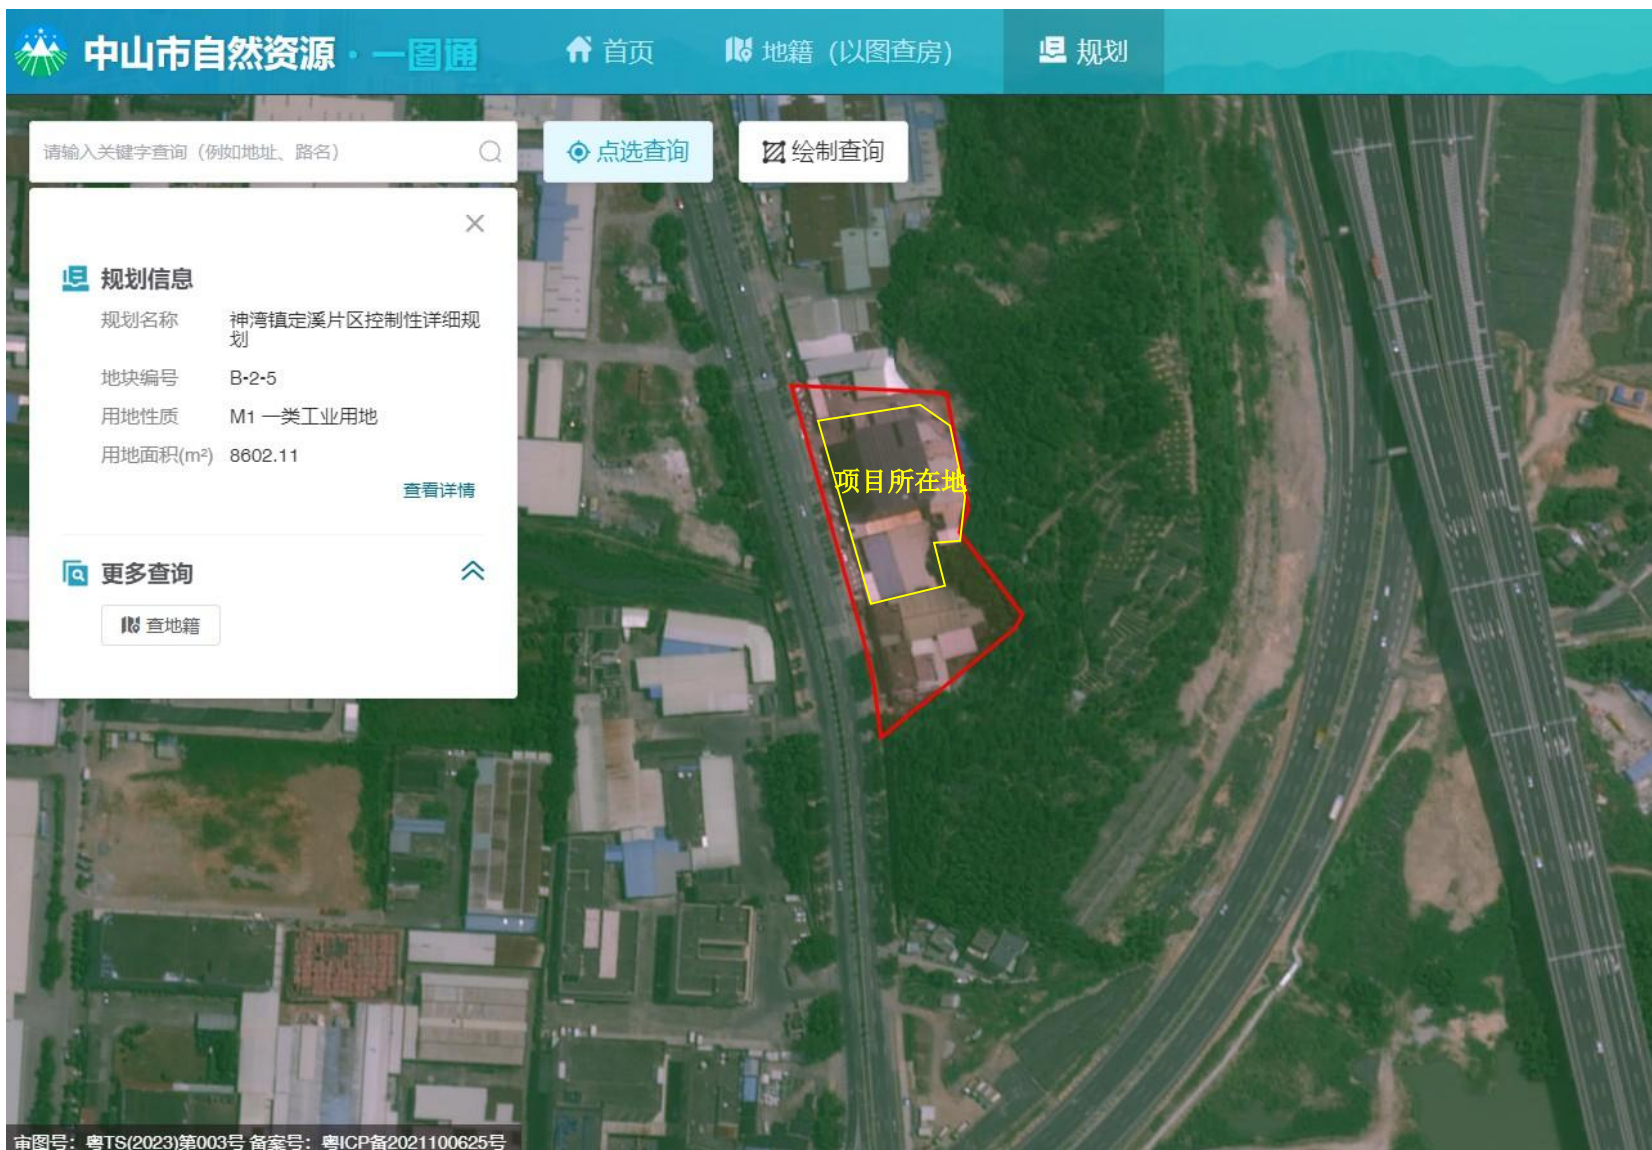 中山市自然资源·一图通
首页
地籍（以图查房）
规划
请输入关键字查询（例如地址、路名）
点选查询
绘制查询
规划信息
规划名称 神湾镇定溪片区控制性详细规
划
地块编号 B-2-5
用地性质 M1 一类工业用地
用地面积(m²) 8602.11
查看详情
更多查询
查地籍
项目所在地
审图号：粤TS(2023)第003号 备案号：粤ICP备2021100625号